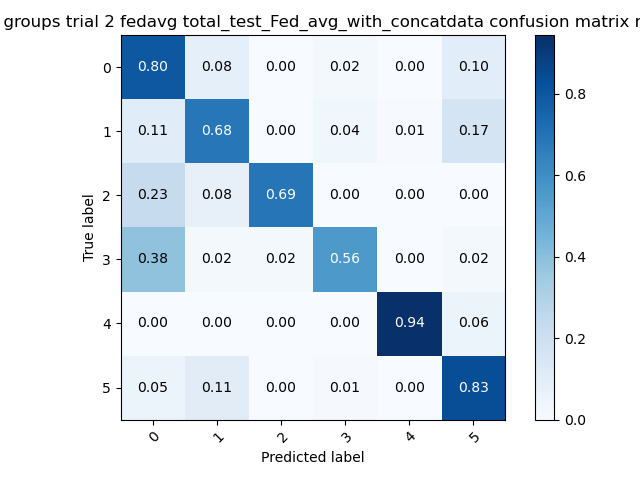 groups trial 2 fedavg total_test_Fed_avg_with_concatdata confusion matrix
0 0.80 0.08 0.00 0.02 0.00 0.10
1 0.11 0.68 0.00 0.04 0.01 0.17
2 0.23 0.08 0.69 0.00 0.00 0.00
3 0.38 0.02 0.02 0.56 0.00 0.02
4 0.00 0.00 0.00 0.00 0.94 0.06
5 0.05 0.11 0.00 0.01 0.00 0.83
0 1 2 3 4 5
Predicted label
True label
0.8
0.6
0.4
0.2
0.0